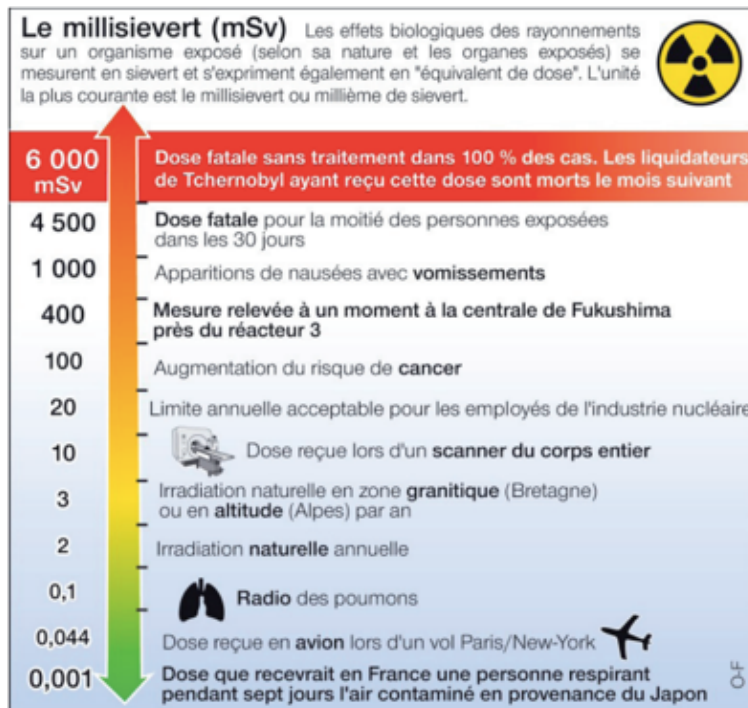 Le millisievert (mSv) Les effets biologiques des rayonnements
sur un organisme exposé (selon sa nature et les organes exposés) se
mesurent en sievert et s'expriment également en "équivalent de dose". L'unité
la plus courante est le millisievert ou millième de sievert.
6 000
mSv
Dose fatale sans traitement dans 100 % des cas. Les liquidateurs
de Tchernobyl ayant reçu cette dose sont morts le mois suivant
4 500
Dose fatale pour la moitié des personnes exposées
dans les 30 jours
1 000
Apparitions de nausées avec vomissements
400
Mesure relevée à un moment à la centrale de Fukushima
près du réacteur 3
100
Augmentation du risque de cancer
20
Limite annuelle acceptable pour les employés de l'industrie nucléaire
10
Dose reçue lors d'un scanner du corps entier
3
Irradiation naturelle en zone granitique (Bretagne)
ou en altitude (Alpes) par an
2
Irradiation naturelle annuelle
0,1
Radio des poumons
0,044
Dose reçue en avion lors d'un vol Paris/New-York
0,001
Dose que recevrait en France une personne respirant
pendant sept jours l'air contaminé en provenance du Japon
O-F